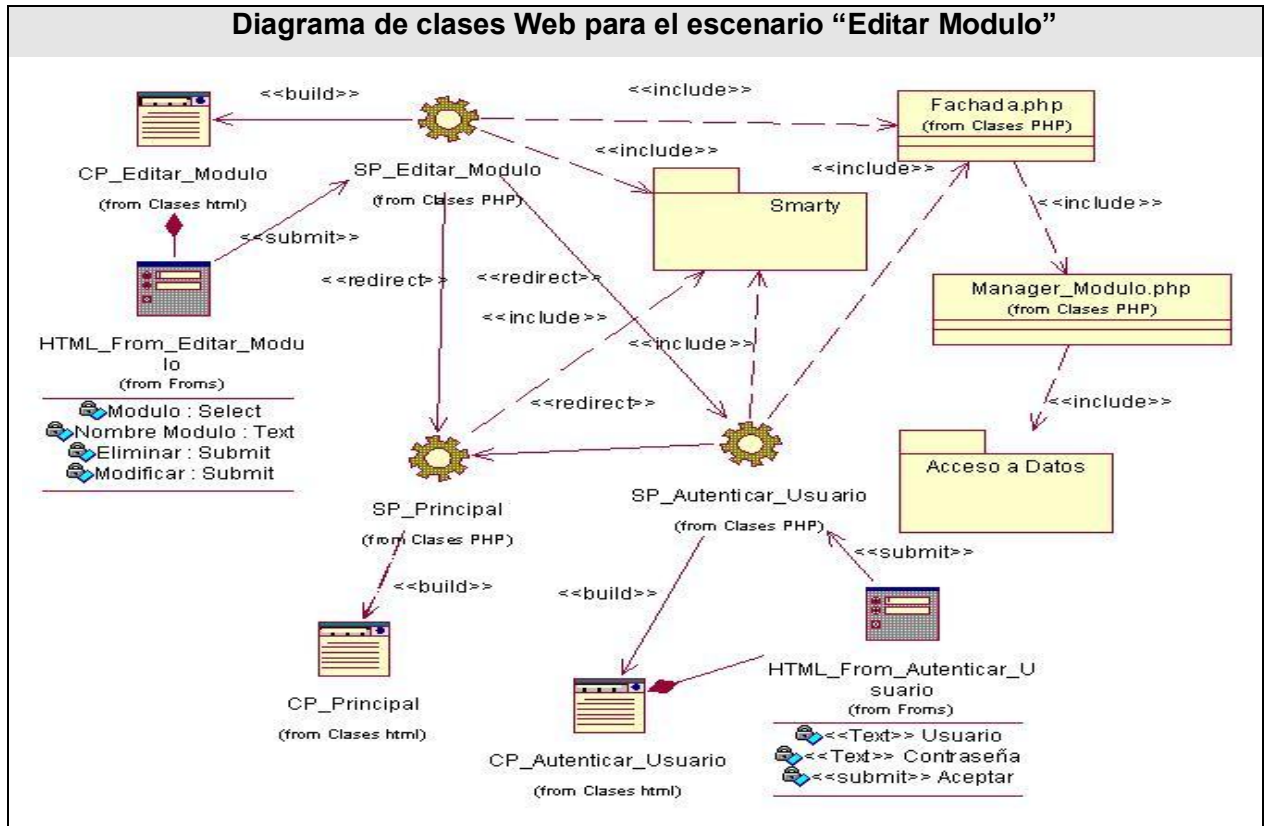 Diagrama de clases Web para el escenario “Editar Modulo”
<<build>>
<<include>>
Fachada.php
(from Clases PHP)
CP_Editar_Modulo
(from Clases html)
SP_Editar_Modulo
(from Clases PHP)
<<include>>
<<include>>
Smarty
<<include>>
<<submit>>
<<redirect>>
<<redirect>>
<<include>>
<<include>>
Manager_Modulo.php
(from Clases PHP)
HTML_From_Editar_Modu
lo
(from Froms)
Modulo : Select
Nombre Modulo : Text
Eliminar : Submit
Modificar : Submit
<<redirect>>
<<include>>
Acceso a Datos
SP_Principal
(from Clases PHP)
SP_Autenticar_Usuario
(from Clases PHP)
<<submit>>
<<build>>
<<build>>
CP_Principal
(from Clases html)
HTML_From_Autenticar_U
suario
(from Froms)
<<Text>> Usuario
<<Text>> Contraseña
<<submit>> Aceptar
CP_Autenticar_Usuario
(from Clases html)